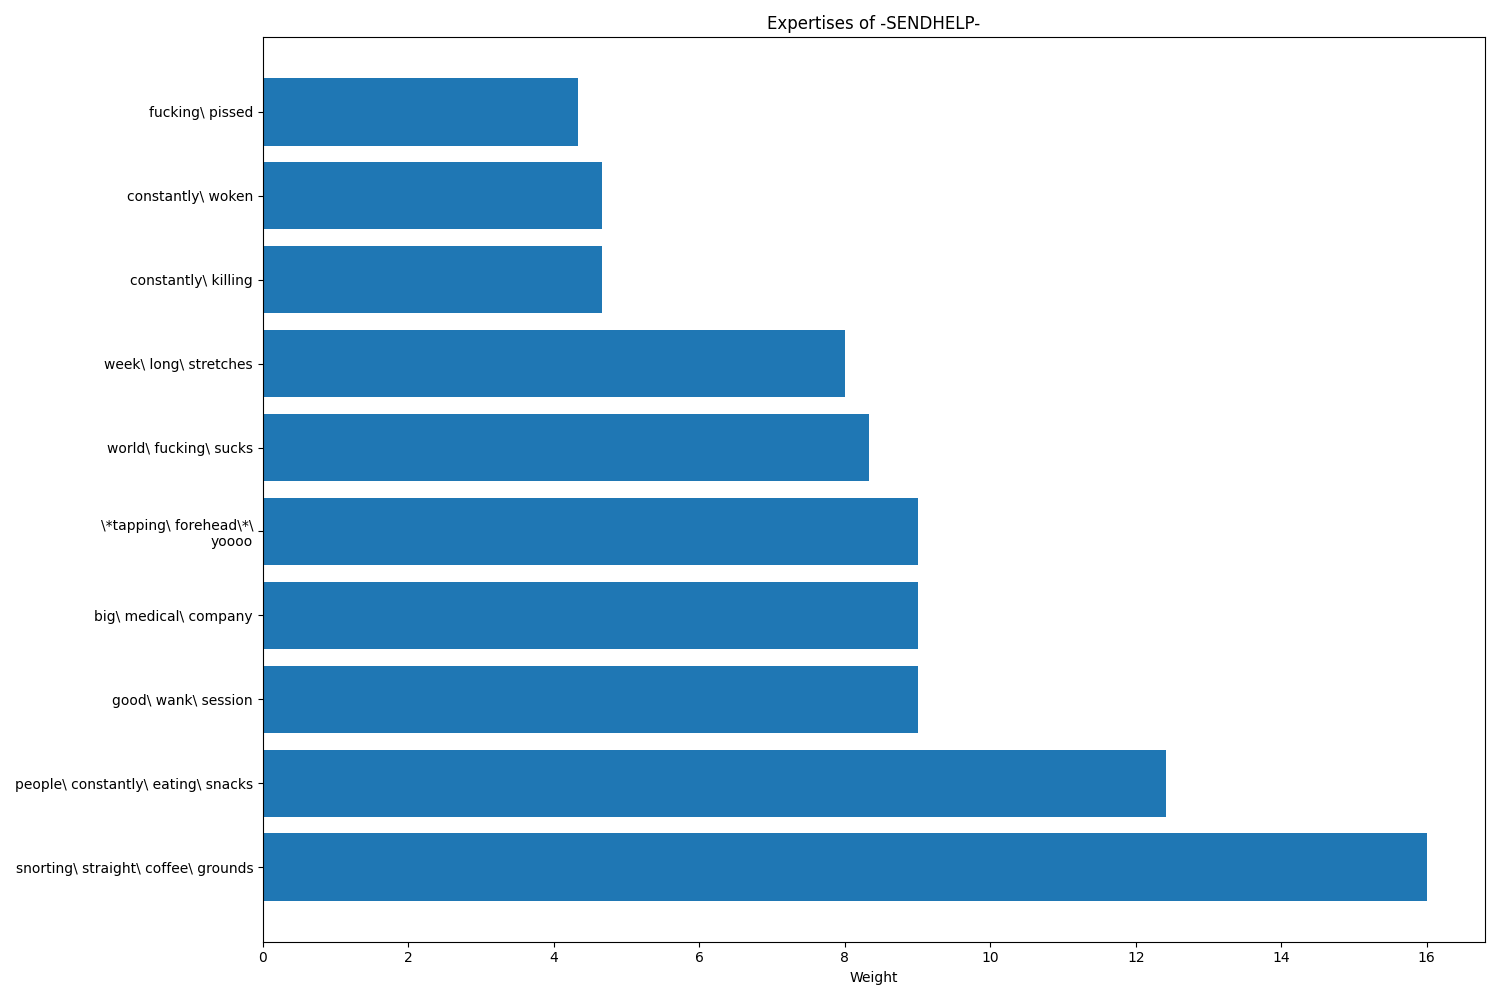 Expertises of -SENDHELP-
fucking\ pissed
constantly\ woken
constantly\ killing
week\ long\ stretches
world\ fucking\ sucks
\*tapping\ forehead\*\
yoooo
big\ medical\ company
good\ wank\ session
people\ constantly\ eating\ snacks
snorting\ straight\ coffee\ grounds
0 2 4 6 8 10 12 14 16
Weight